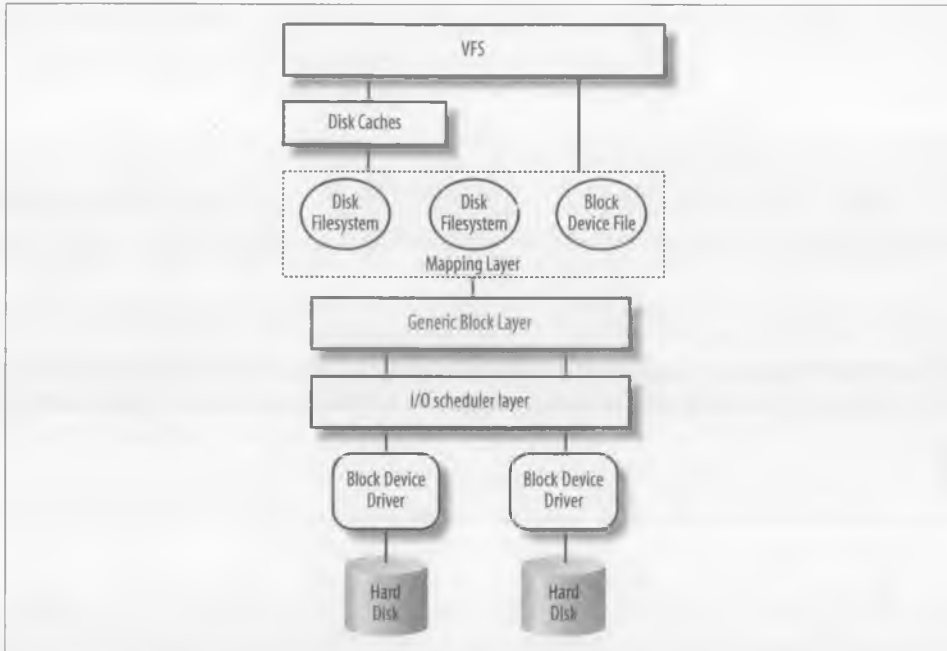 VFS
Disk Caches
Disk
Filesystem
Disk
Filesystem
Block
Device File
Mapping Layer
Generic Block Layer
I/O scheduler layer
Block Device
Driver
Block Device
Driver
Hard
Disk
Hard
Disk